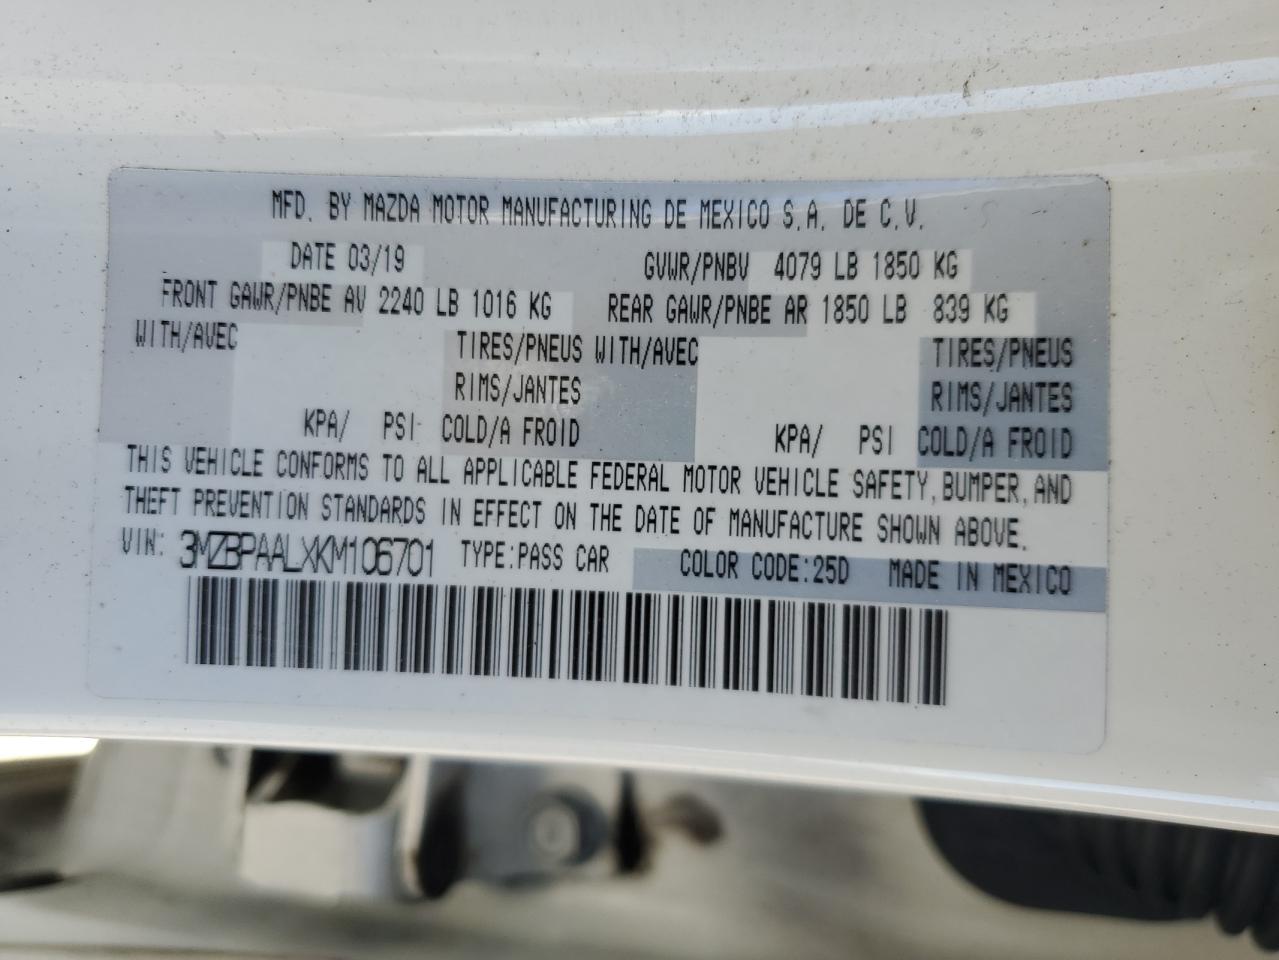 MFD. BY MAZDA MOTOR MANUFACTURING DE MEXICO S.A. DE C.V.
DATE 03/19 GVWR/PNBV 4079 LB 1850 KG
FRONT GAWR/PNBE AV 2240 LB 1016 KG REAR GAWR/PNBE AR 1850 LB 839 KG
WITH/AVEC TIRES/PNEUS WITH/AVEC TIRES/PNEUS
RIMS/JANTES RIMS/JANTES
KPA/ PSI COLD/A FROID KPA/ PSI COLD/A FROID
THIS VEHICLE CONFORMS TO ALL APPLICABLE FEDERAL MOTOR VEHICLE SAFETY, BUMPER, AND
THEFT PREVENTION STANDARDS IN EFFECT ON THE DATE OF MANUFACTURE SHOWN ABOVE.
VIN: 3MZBPAALXKM106701 TYPE:PASS CAR COLOR CODE:25D MADE IN MEXICO